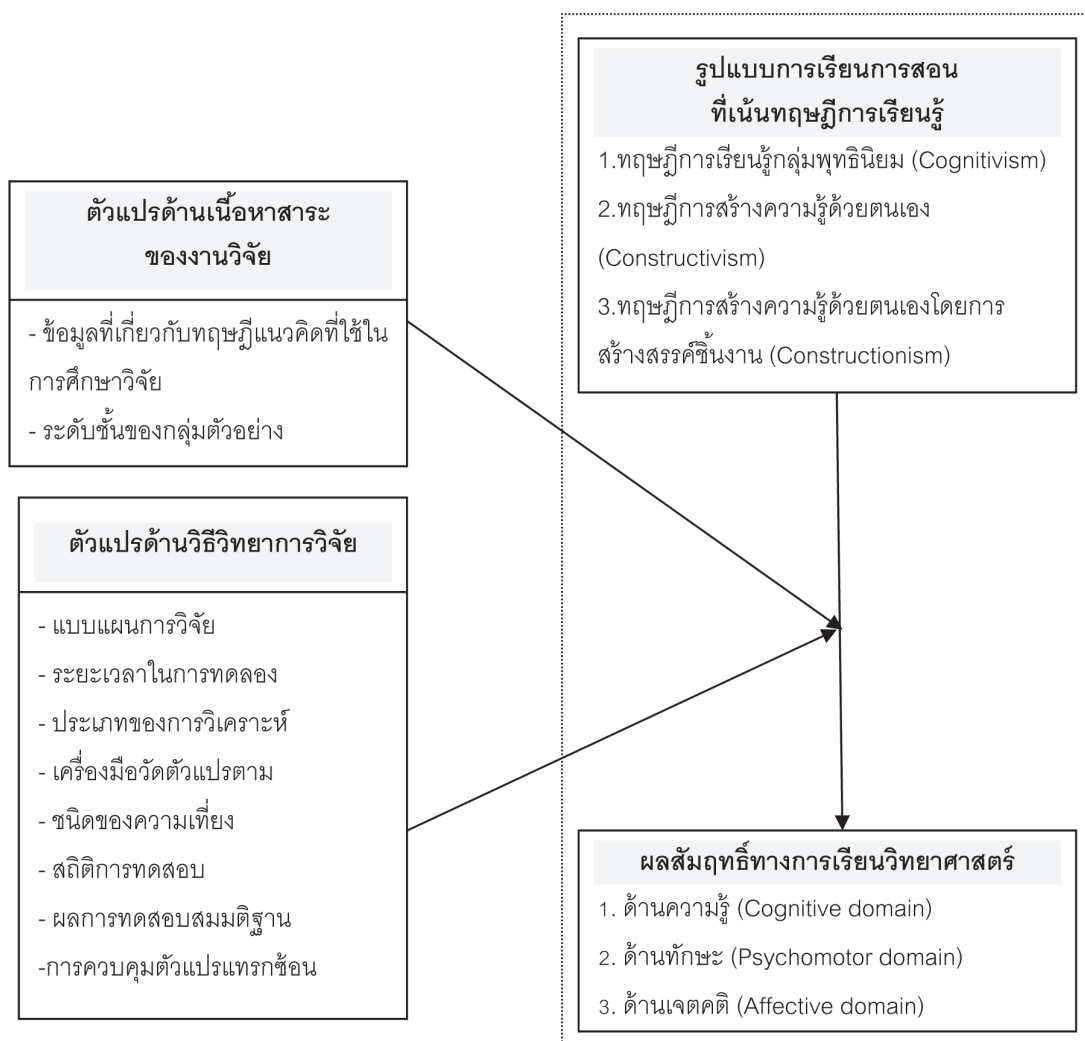 รูปแบบการเรียนการสอน
ที่เน้นทฤษฎีการเรียนรู้
1.ทฤษฎีการเรียนรู้กลุ่มพุทธินิยม (Cognitivism)
2.ทฤษฎีการสร้างความรู้ด้วยตนเอง
(Constructivism)
3.ทฤษฎีการสร้างความรู้ด้วยตนเองโดยการ
สร้างสรรค์ชิ้นงาน (Constructionism)
ตัวแปรด้านเนื้อหาสาระ
ของงานวิจัย
- ข้อมูลที่เกี่ยวกับทฤษฎีแนวคิดที่ใช้ใน
การศึกษาวิจัย
- ระดับชั้นของกลุ่มตัวอย่าง
ตัวแปรด้านวิธีวิทยาการวิจัย
- แบบแผนการวิจัย
- ระยะเวลาในการทดลอง
- ประเภทของการวิเคราะห์
- เครื่องมือวัดตัวแปรตาม
- ชนิดของความเที่ยง
- สถิติการทดสอบ
- ผลการทดสอบสมมติฐาน
-การควบคุมตัวแปรแทรกซ้อน
ผลสัมฤทธิ์ทางการเรียนวิทยาศาสตร์
1. ด้านความรู้ (Cognitive domain)
2. ด้านทักษะ (Psychomotor domain)
3. ด้านเจตคติ (Affective domain)